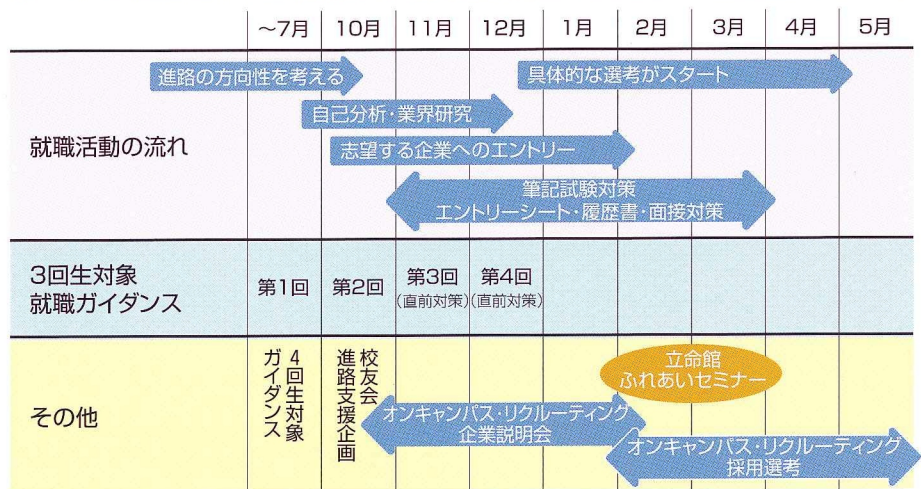 ～7月 10月 11月 12月 1月 2月 3月 4月 5月
就職活動の流れ
進路の方向性を考える
具体的な選考がスタート
自己分析・業界研究
志望する企業へのエントリー
筆記試験対策
エントリーシート・履歴書・面接対策
3回生対象
就職ガイダンス
第1回 第2回 第3回 第4回
(直前対策) (直前対策)
その他
4回生対象
ガイダンス
校友会
進路支援企画
立命館
ふれあいセミナー
オンキャンパス・リクルーティング
企業説明会
オンキャンパス・リクルーティング
採用選考